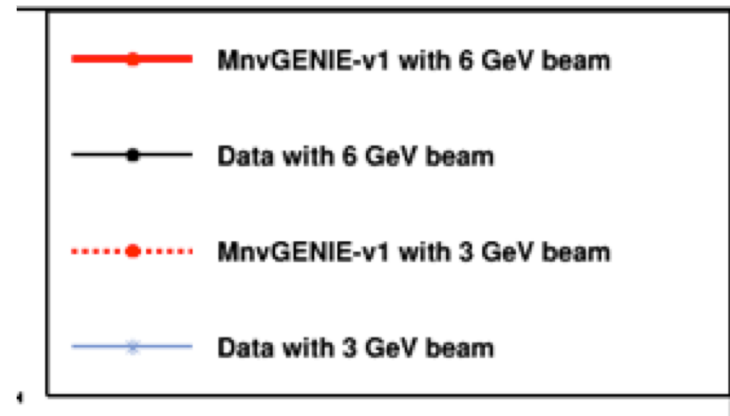 MnvGENIE-v1 with 6 GeV beam
Data with 6 GeV beam
MnvGENIE-v1 with 3 GeV beam
Data with 3 GeV beam